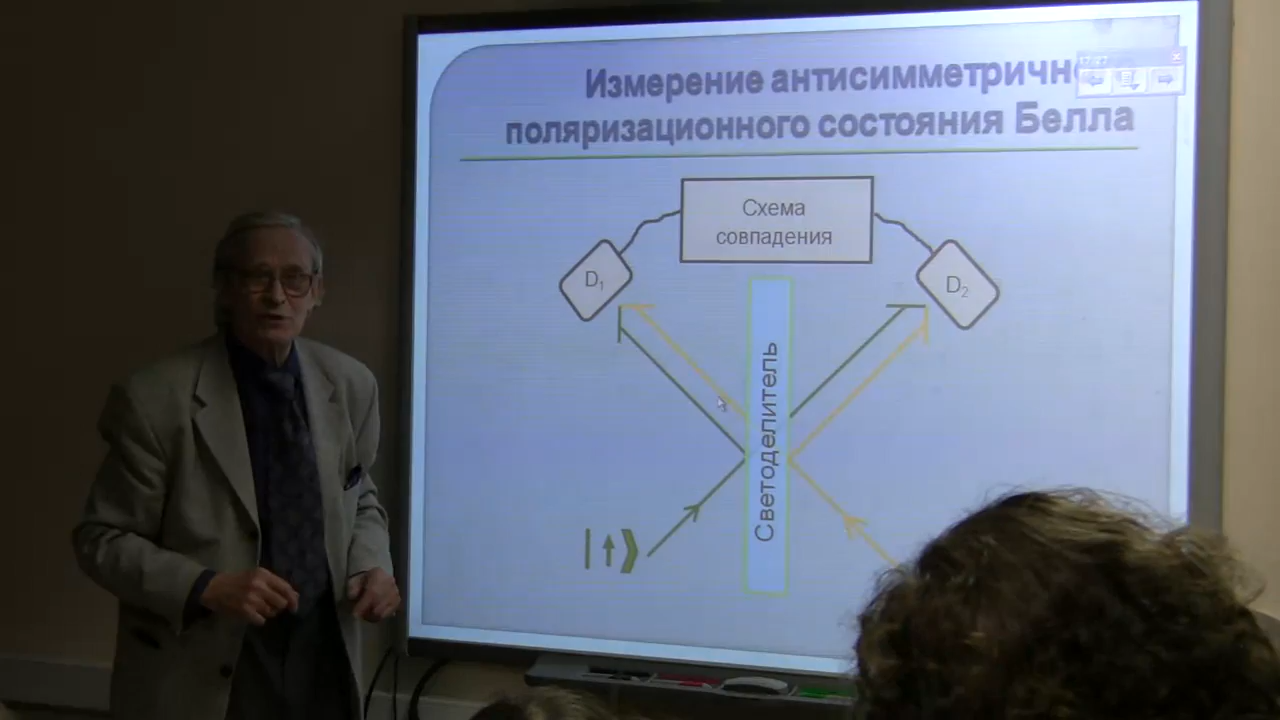 Измерение антисимметричн
поляризационного состояния Белла
Схема
совпадения
D₁
D₂
Светоделитель
|↑⟩